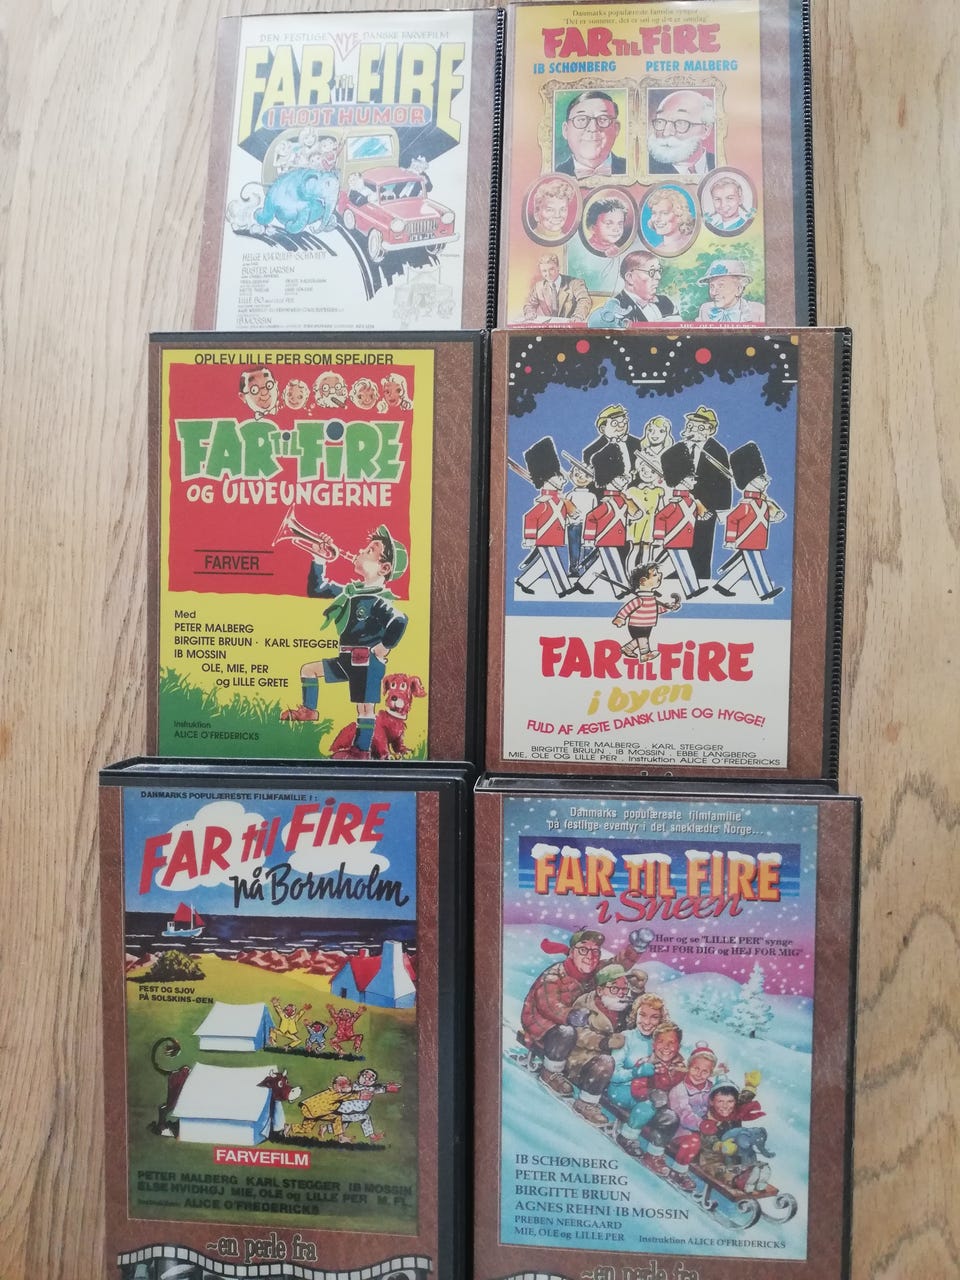 DEN FESTLIGE NYE DANSKE FARVEFILM
FAR TIL FIRE
I HØJT HUMØR
HELGE KJÆRULFF-SCHMIDT
BUSTER LARSEN
LILLE BO
IB MOSSIN
Danmarks populæreste familie synger
"Det er sommer, det er sol og det er søndag"
FAR TIL FIRE
IB SCHØNBERG PETER MALBERG
MIE, OLE
OPLEV LILLE PER SOM SPEJDER
FAR TIL FIRE
OG ULVEUNGERNE
FARVER
Med
PETER MALBERG
BIRGITTE BRUUN · KARL STEGGER
IB MOSSIN
OLE, MIE, PER
og LILLE GRETE
Instruktion
ALICE O'FREDERICKS
FAR TIL FIRE
i byen
FULD AF ÆGTE DANSK LUNE OG HYGGE!
PETER MALBERG . KARL STEGGER
BIRGITTE BRUUN . IB MOSSIN . EBBE LANGBERG
MIE, OLE OG LILLE PER . Instruktion ALICE O'FREDERICKS
DANMARKS POPULÆRESTE FILMFAMILIE I :
FAR til FIRE
på Bornholm
FEST OG SJOV
PÅ SOLSKINS-ØEN
FARVEFILM
PETER MALBERG KARL STEGGER IB MOSSIN
ELSE HVIDHØJ MIE, OLE og LILLE PER M. FL.
Instruktion: ALICE O'FREDERICKS
~en perle fra
Danmarks populæreste filmfamilie
på festlige eventyr i det sneklædte Norge...
FAR TIL FIRE
i Sneen
Hør og se "LILLE PER" synge
"HEJ FOR DIG og HEJ FOR MIG"
IB SCHØNBERG
PETER MALBERG
BIRGITTE BRUUN
AGNES REHNI IB MOSSIN
PREBEN NEERGAARD
MIE, OLE og LILLE PER Instruktion ALICE O'FREDERICKS
~en perle fra